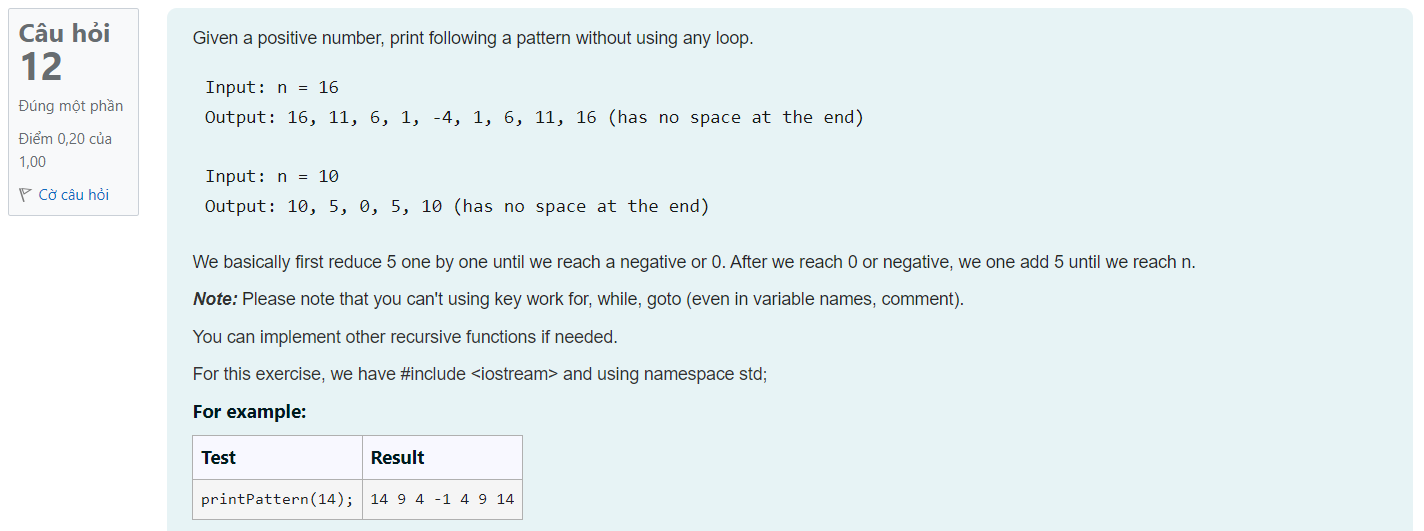 Câu hỏi
12
Đúng một phần
Điểm 0,20 của
1,00
Cờ câu hỏi
Given a positive number, print following a pattern without using any loop.
Input: n = 16
Output: 16, 11, 6, 1, -4, 1, 6, 11, 16 (has no space at the end)
Input: n = 10
Output: 10, 5, 0, 5, 10 (has no space at the end)
We basically first reduce 5 one by one until we reach a negative or 0. After we reach 0 or negative, we one add 5 until we reach n.
Note: Please note that you can't using key work for, while, goto (even in variable names, comment).
You can implement other recursive functions if needed.
For this exercise, we have #include <iostream> and using namespace std;
For example:
Test Result
printPattern(14); 14 9 4 -1 4 9 14